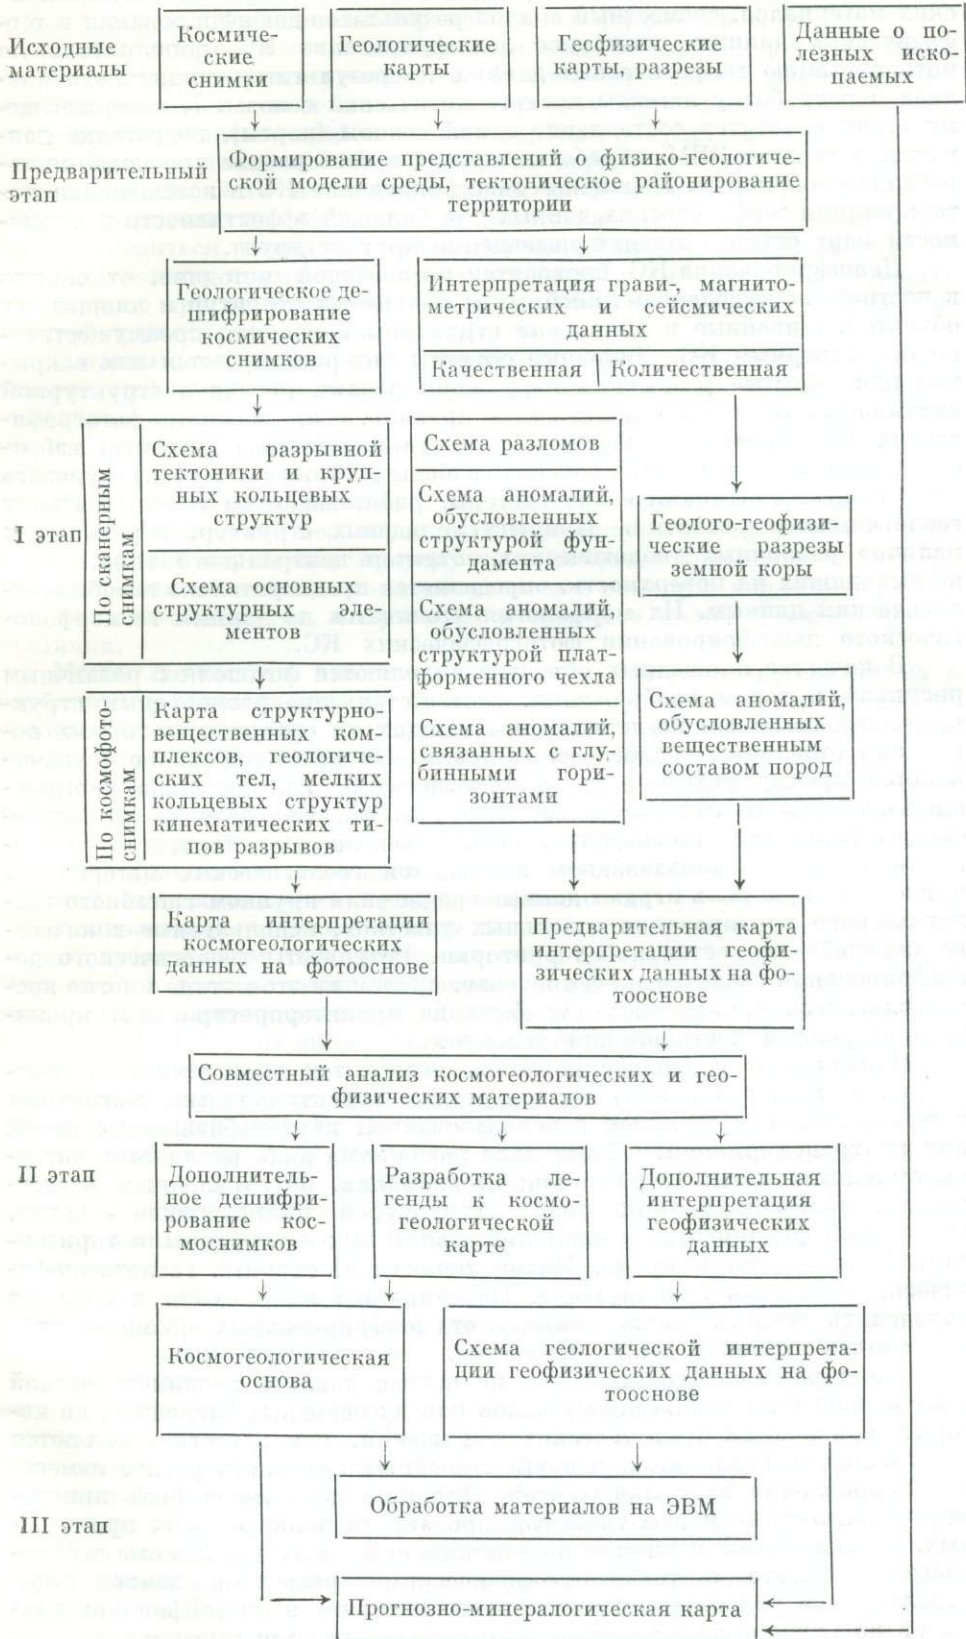 Исходные
материалы
Космиче-
ские
снимки
Геологические
карты
Геофизические
карты, разрезы
Данные о по-
лезных иско-
паемых
Предварительный
этап
Формирование представлений о физико-геологиче-
ской модели среды, тектоническое районирование
территории
Геологическое де-
шифрирование
космических
снимков
Интерпретация грави-, магнито-
метрических и сейсмических
данных
Качественная
Количественная
I этап
По сканерным
снимкам
Схема разрывной
тектоники и круп-
ных кольцевых
структур
Схема основных
структурных эле-
ментов
Схема разломов
Схема аномалий,
обусловленных
структурой фун-
дамента
Схема аномалий,
обусловленных
структурой плат-
форменного чехла
Схема аномалий,
связанных с глу-
бинными гори-
зонтами
Геолого-геофизи-
ческие разрезы
земной коры
Схема аномалий,
обусловленных
вещественным
составом пород
По космофото-
снимкам
Карта структурно-
вещественных ком-
плексов, геологиче-
ских тел, мелких
кольцевых структур
кинематических ти-
пов разрывов
Карта интерпретации
космогеологических
данных на фотооснове
Предварительная карта
интерпретации геофи-
зических данных на фо-
тооснове
Совместный анализ космогеологических и гео-
физических материалов
II этап
Дополнитель-
ное дешифри-
рование кос-
моснимков
Разработка ле-
генды к космо-
геологической
карте
Дополнительная
интерпретация
геофизических
данных
Космогеологическая
основа
Схема геологической интерпрета-
ции геофизических данных на фо-
тооснове
III этап
Обработка материалов на ЭВМ
Прогнозно-минералогическая карта